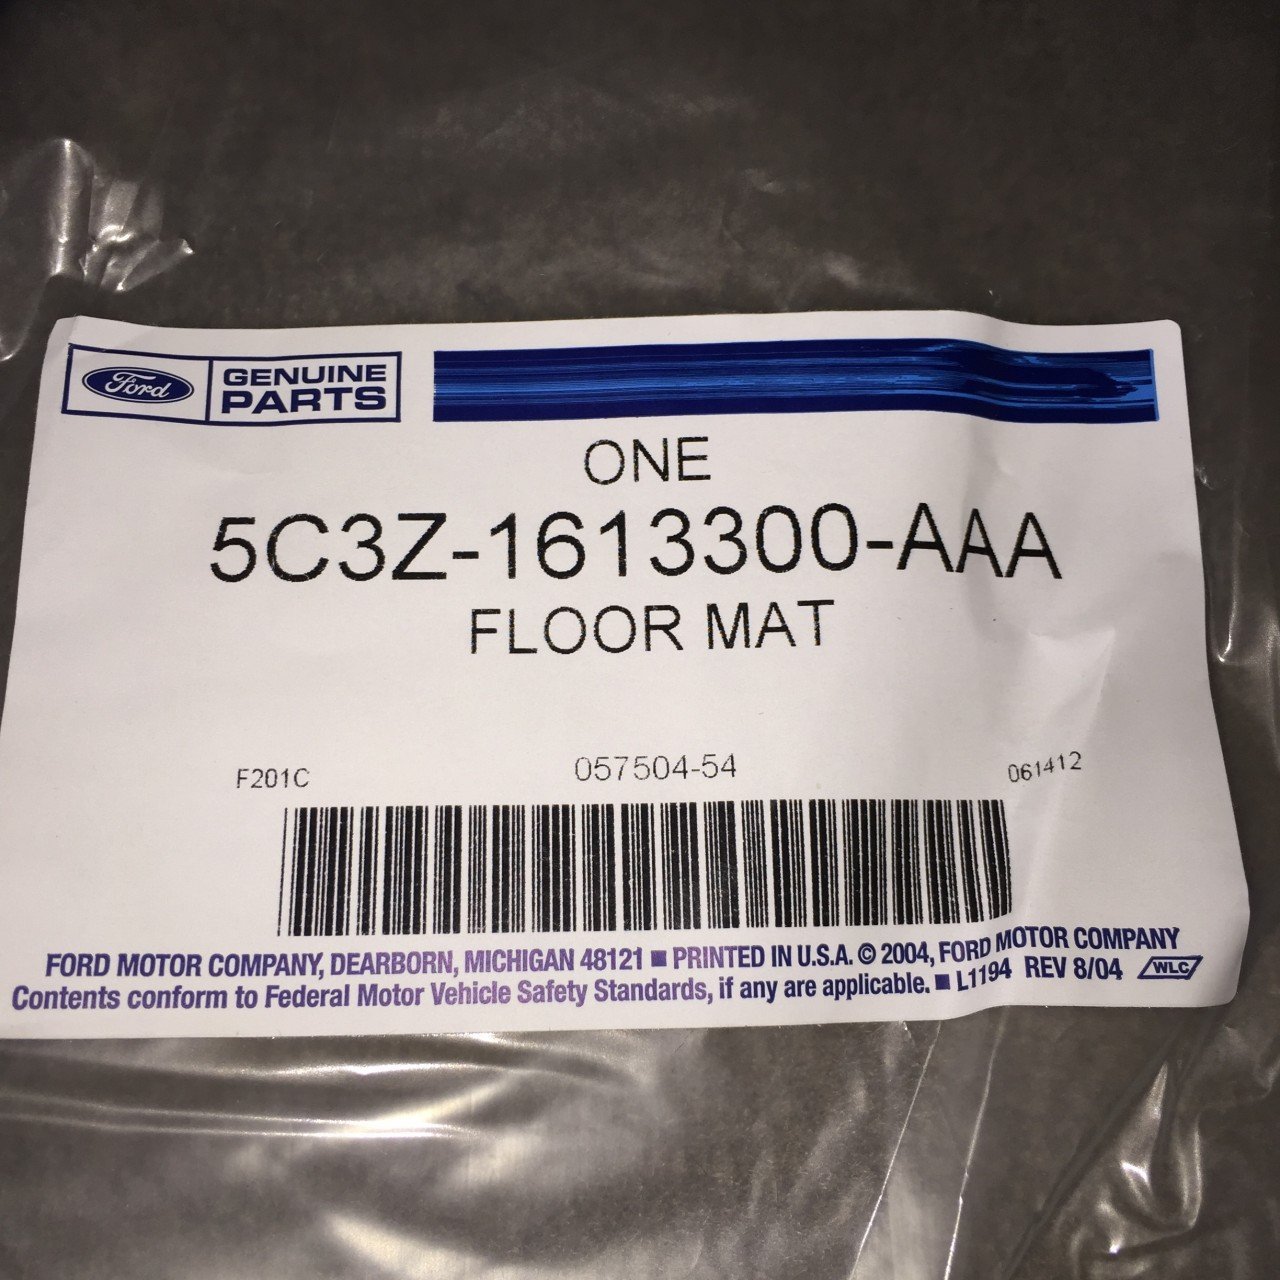 Ford GENUINE
PARTS
ONE
5C3Z-1613300-AAA
FLOOR MAT
F201C 057504-54 061412
FORD MOTOR COMPANY, DEARBORN, MICHIGAN 48121 ■ PRINTED IN U.S.A. © 2004, FORD MOTOR COMPANY
Contents conform to Federal Motor Vehicle Safety Standards, if any are applicable. ■ L1194 REV 8/04 WLC